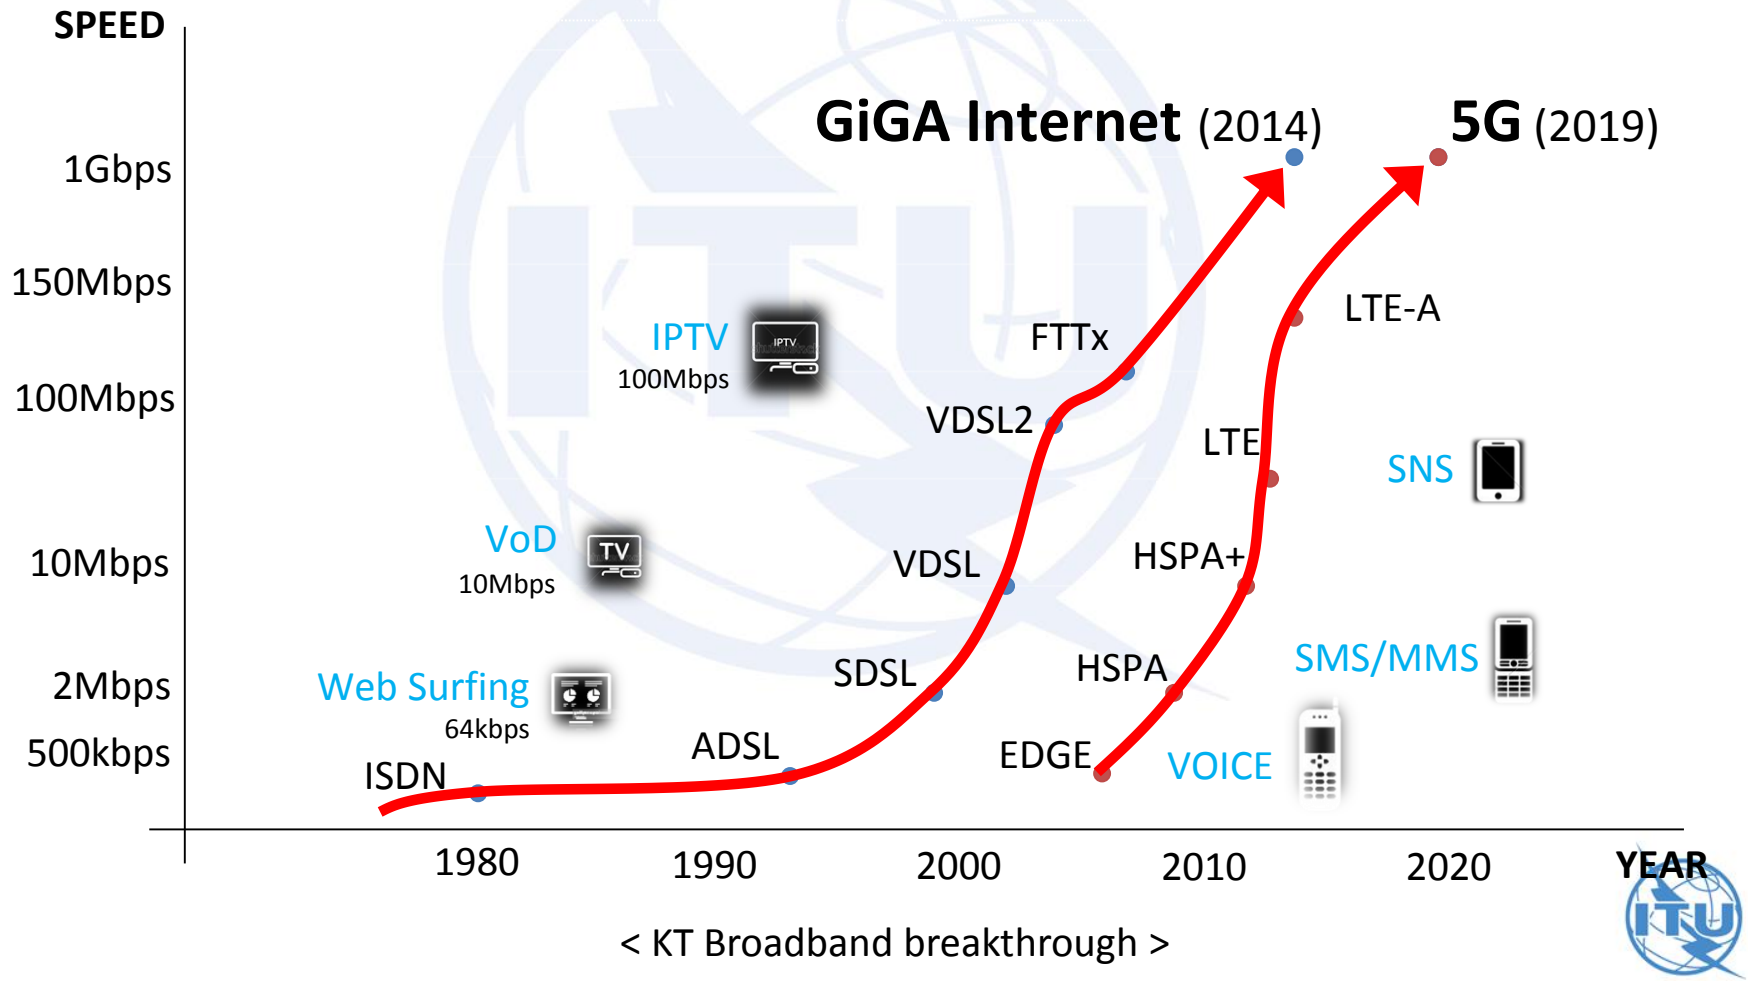 SPEED
GiGA Internet (2014)
5G (2019)
1Gbps
150Mbps
LTE-A
IPTV
IPTV
100Mbps
FTTx
100Mbps
VDSL2
LTE
SNS
VoD
TV
10Mbps
VDSL
HSPA+
10Mbps
SDSL
HSPA
SMS/MMS
2Mbps
Web Surfing
64kbps
500kbps
ADSL
EDGE
VOICE
ISDN
1980
1990
2000
2010
2020
YEAR
< KT Broadband breakthrough >
ITU
ITU